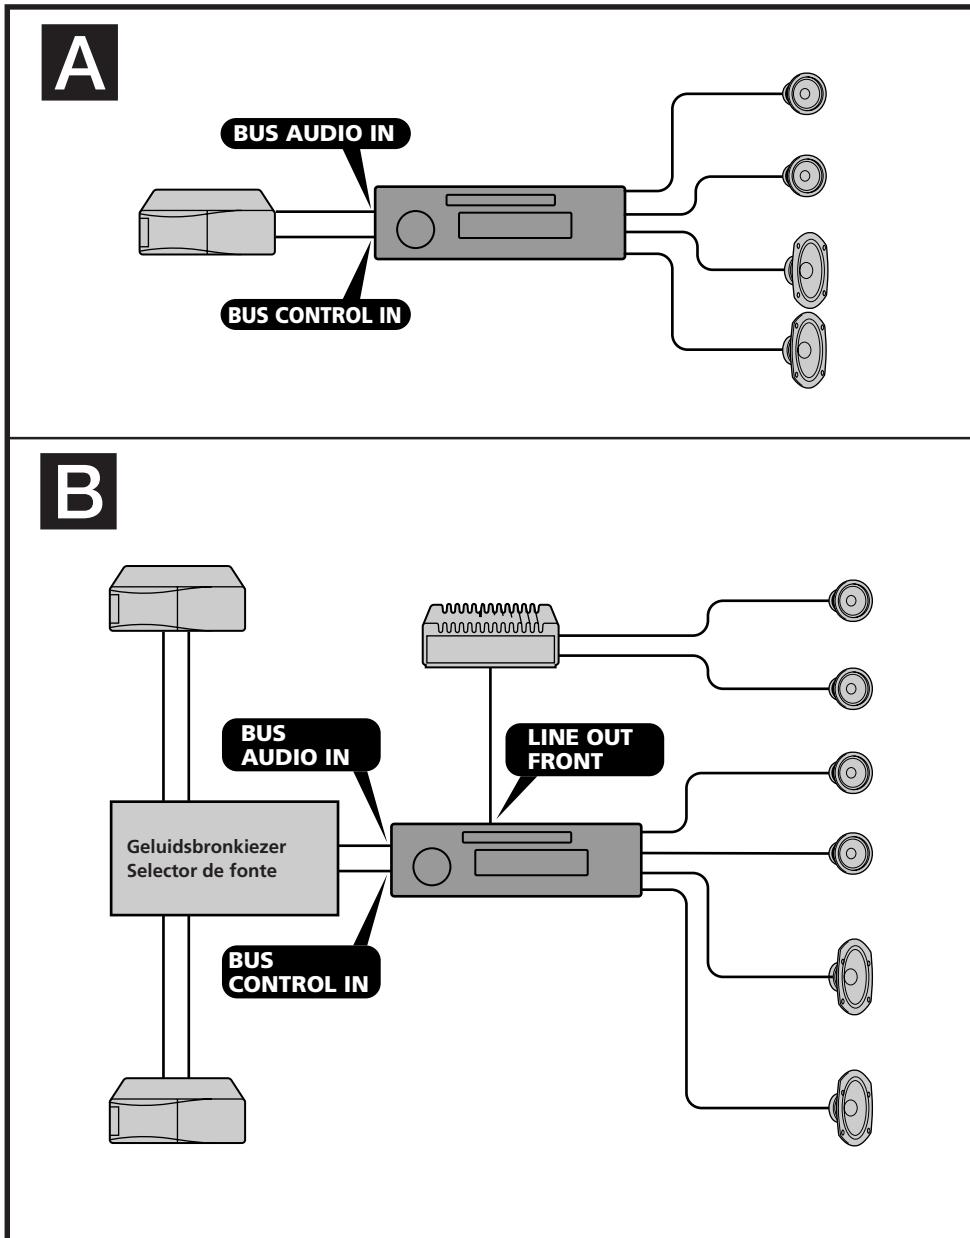 A
BUS AUDIO IN
BUS CONTROL IN
B
BUS
AUDIO IN
LINE OUT
FRONT
Geluidsbronkiezer
Selector de fonte
BUS
CONTROL IN